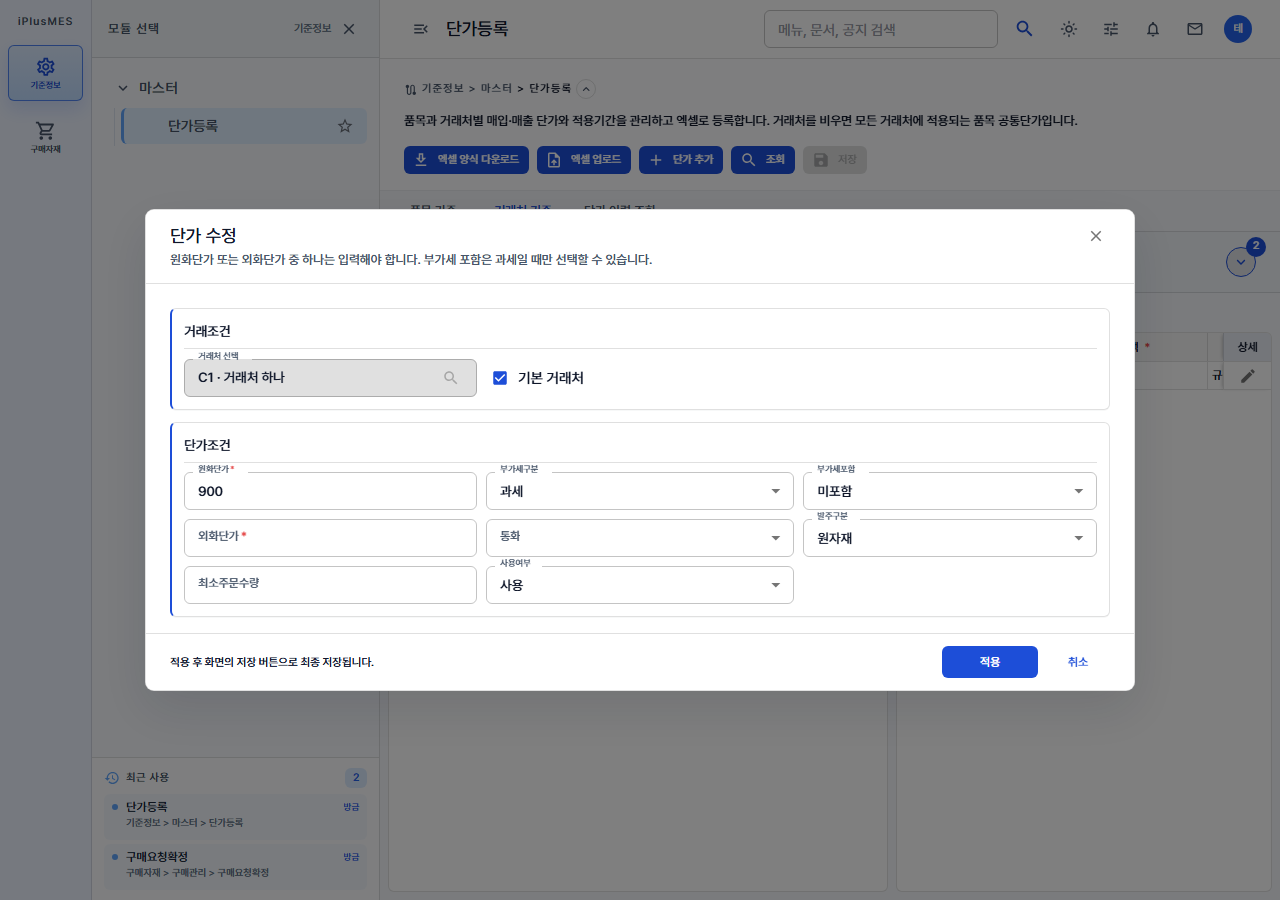 iPlusMES
기준정보
구매자재
모듈 선택
기준정보
마스터
단가등록
최근 사용
2
단가등록
방금
기준정보 > 마스터 > 단가등록
구매요청확정
방금
구매자재 > 구매관리 > 구매요청확정
단가등록
메뉴, 문서, 공지 검색
테
기준정보 > 마스터 > 단가등록
품목과 거래처별 매입·매출 단가와 적용기간을 관리하고 엑셀로 등록합니다. 거래처를 비우면 모든 거래처에 적용되는 품목 공통단가입니다.
엑셀 양식 다운로드
엑셀 업로드
단가 추가
조회
저장
품목 기준
거래처 기준
단가 이력 조회
2
*
상세
규
단가 수정
원화단가 또는 외화단가 중 하나는 입력해야 합니다. 부가세 포함은 과세일 때만 선택할 수 있습니다.
거래조건
거래처 선택
C1 · 거래처 하나
기본 거래처
단가조건
원화단가 *
900
부가세구분
과세
부가세포함
미포함
외화단가 *
통화
발주구분
원자재
최소주문수량
사용여부
사용
적용 후 화면의 저장 버튼으로 최종 저장됩니다.
적용
취소